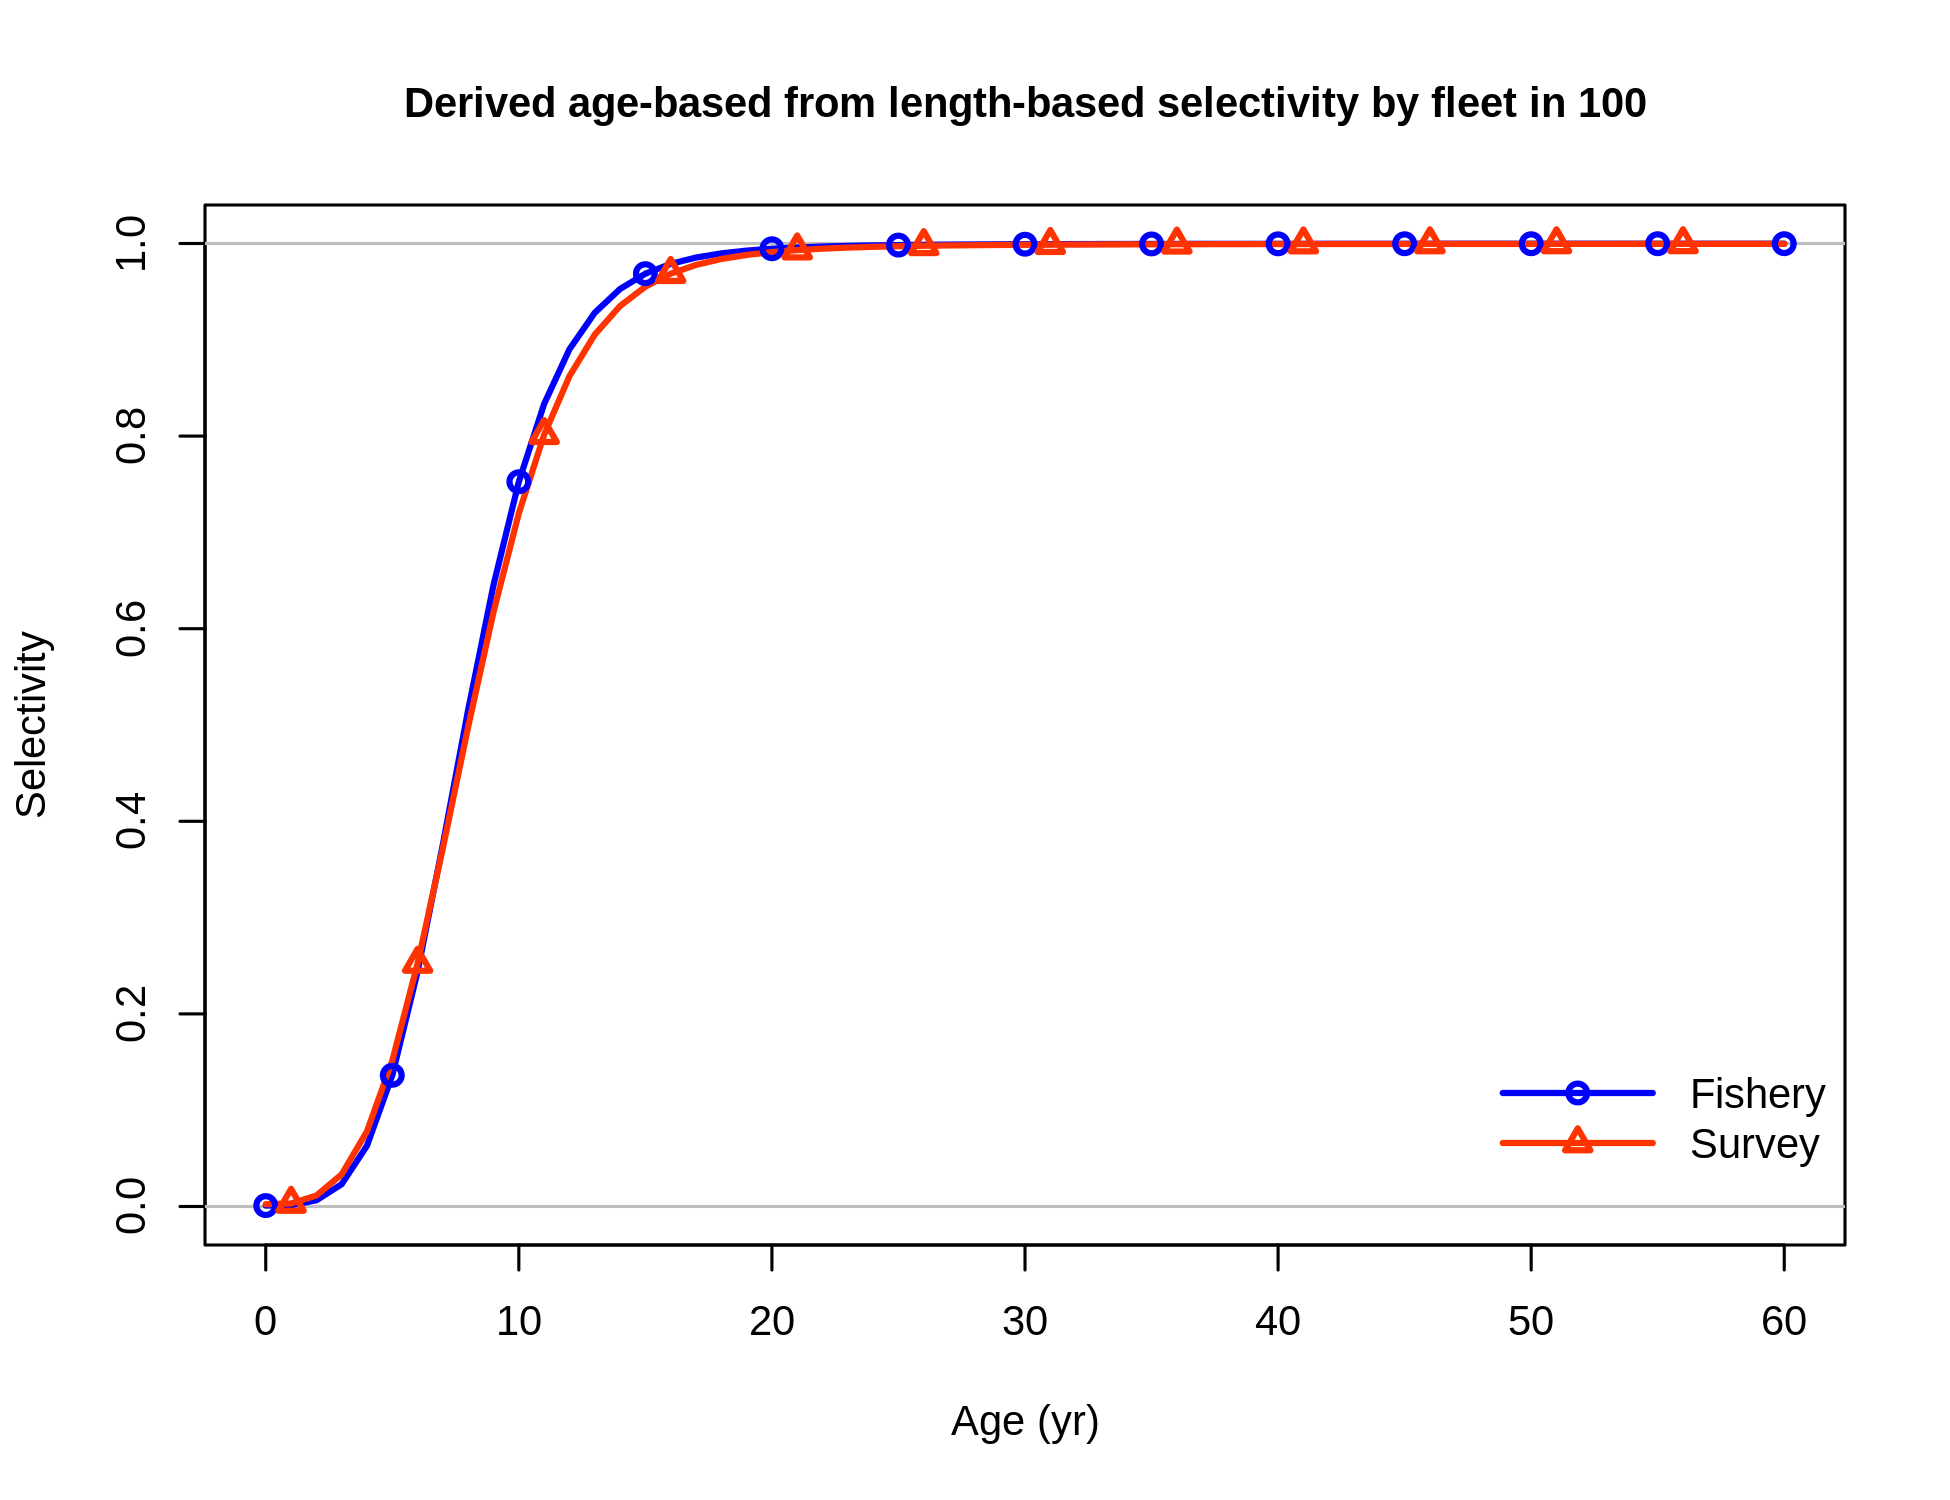 Derived age-based from length-based selectivity by fleet in 100
Selectivity
1.0
0.8
0.6
0.4
0.2
0.0
Fishery
Survey
0 10 20 30 40 50 60
Age (yr)